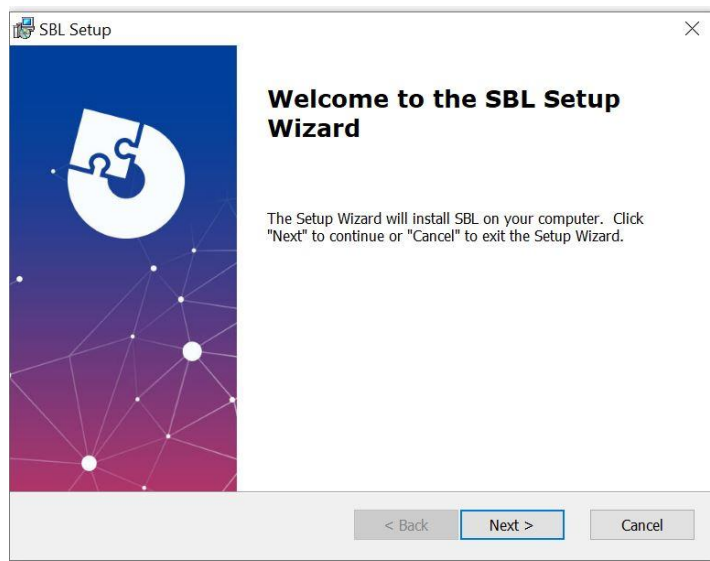 SBL Setup
Welcome to the SBL Setup
Wizard
The Setup Wizard will install SBL on your computer.  Click
"Next" to continue or "Cancel" to exit the Setup Wizard.
< Back
Next >
Cancel